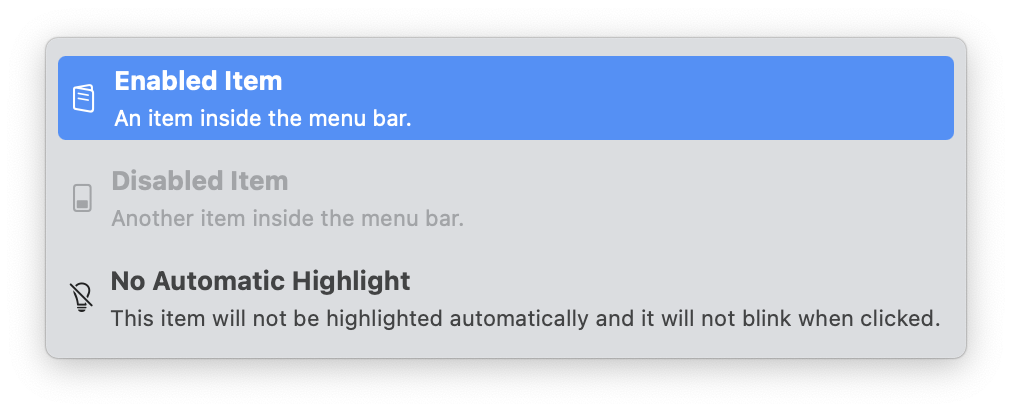 Enabled Item
An item inside the menu bar.
Disabled Item
Another item inside the menu bar.
No Automatic Highlight
This item will not be highlighted automatically and it will not blink when clicked.